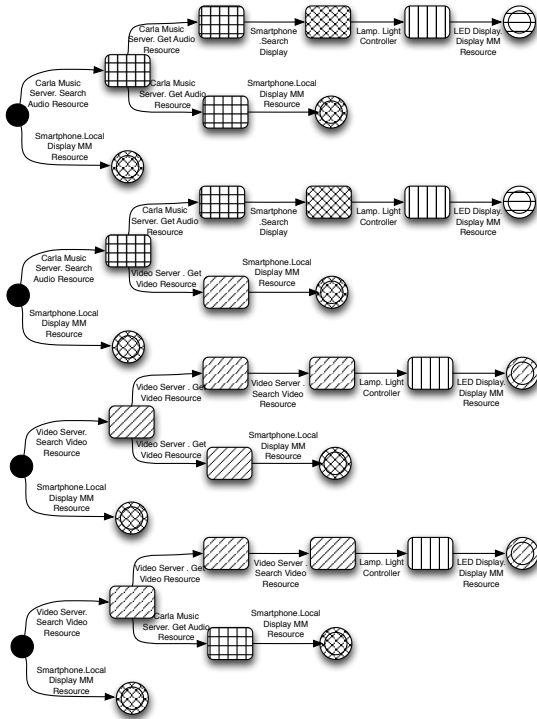 Carla Music
Server. Get Audio
Resource
Smartphone
.Search
Display
Lamp. Light
Controller
LED Display.
Display MM
Resource
Carla Music
Server. Search
Audio Resource
Carla Music
Server. Get Audio
Resource
Smartphone.Local
Display MM
Resource
Smartphone.Local
Display MM
Resource
Carla Music
Server. Get Audio
Resource
Smartphone
.Search
Display
Lamp. Light
Controller
LED Display.
Display MM
Resource
Carla Music
Server. Search
Audio Resource
Video Server . Get
Video Resource
Smartphone.Local
Display MM
Resource
Smartphone.Local
Display MM
Resource
Video Server . Get
Video Resource
Video Server .
Search Video
Resource
Lamp. Light
Controller
LED Display.
Display MM
Resource
Video Server.
Search Video
Resource
Video Server . Get
Video Resource
Smartphone.Local
Display MM
Resource
Smartphone.Local
Display MM
Resource
Video Server . Get
Video Resource
Video Server .
Search Video
Resource
Lamp. Light
Controller
LED Display.
Display MM
Resource
Video Server.
Search Video
Resource
Carla Music
Server. Get Audio
Resource
Smartphone.Local
Display MM
Resource
Smartphone.Local
Display MM
Resource